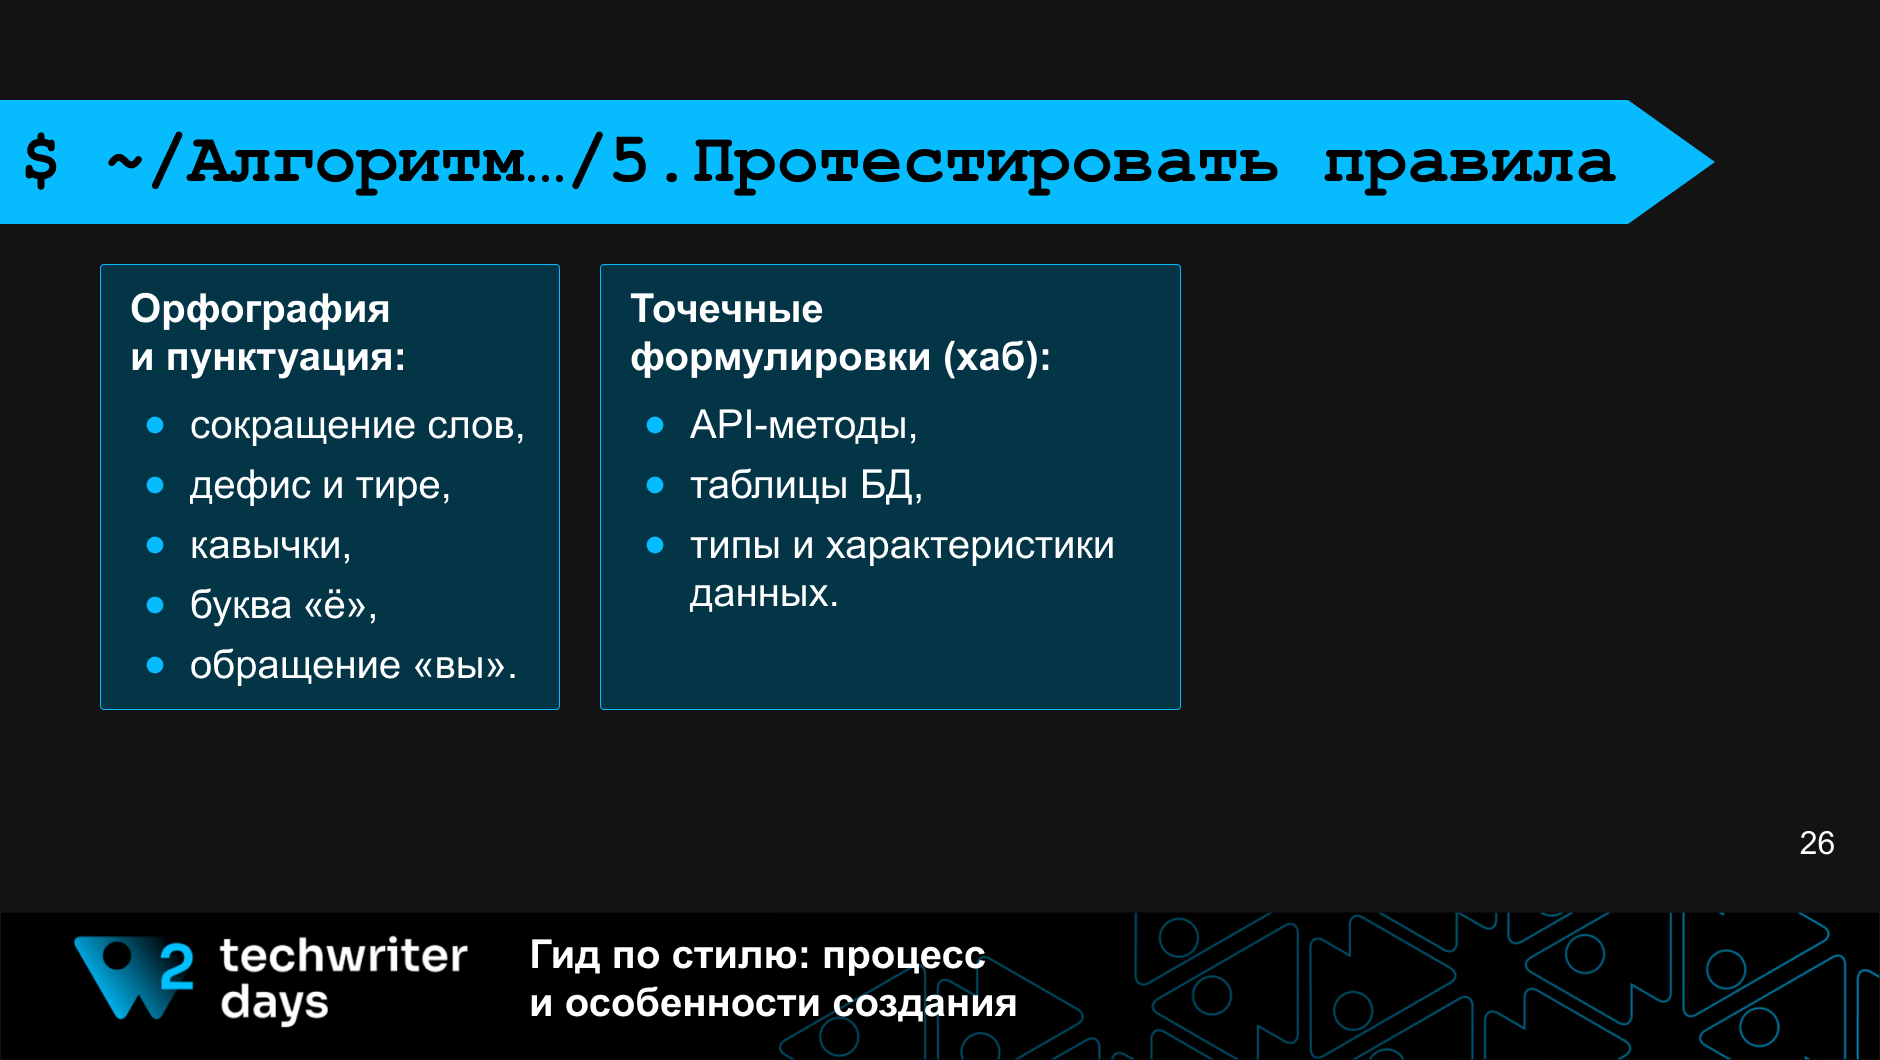 $ ~/Алгоритм…/5.Протестировать правила
Орфография
и пунктуация:
● сокращение слов,
● дефис и тире,
● кавычки,
● буква «ё»,
● обращение «вы».
Точечные
формулировки (хаб):
● API-методы,
● таблицы БД,
● типы и характеристики
данных.
26
2 techwriter
days
Гид по стилю: процесс
и особенности создания